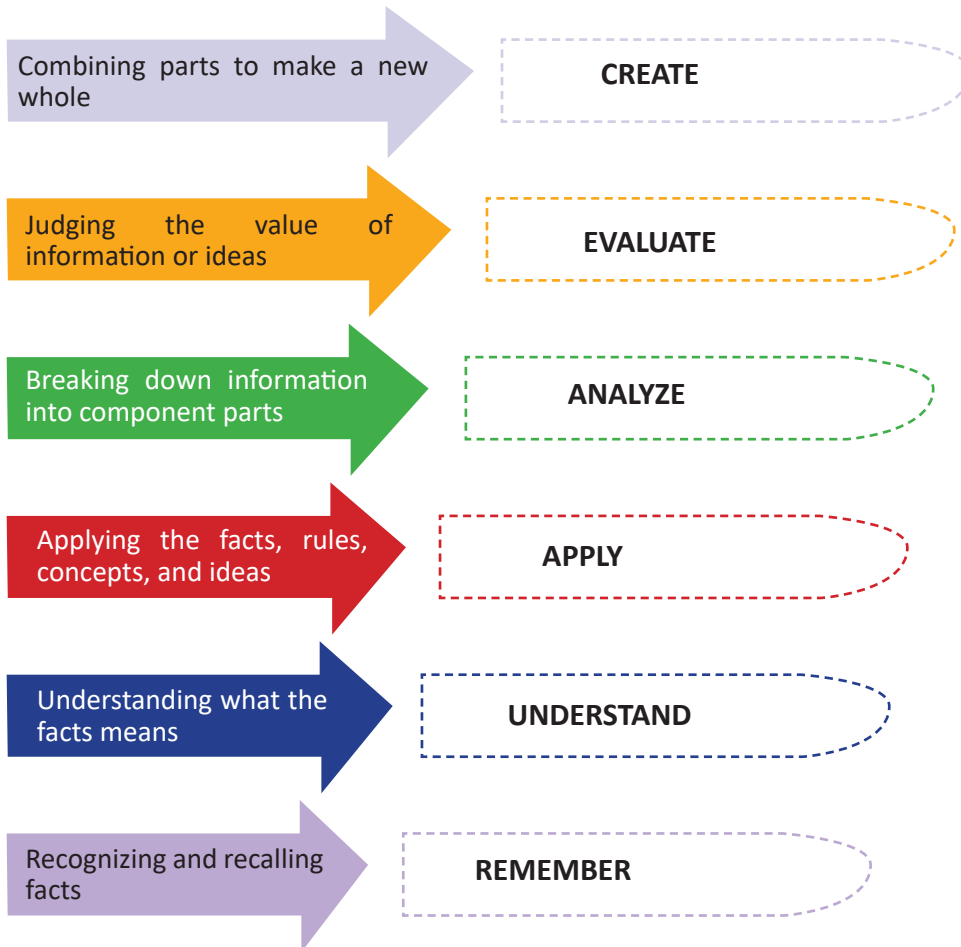 Combining parts to make a new
whole
CREATE
Judging the value of
information or ideas
EVALUATE
Breaking down information
into component parts
ANALYZE
Applying the facts, rules,
concepts, and ideas
APPLY
Understanding what the
facts means
UNDERSTAND
Recognizing and recalling
facts
REMEMBER